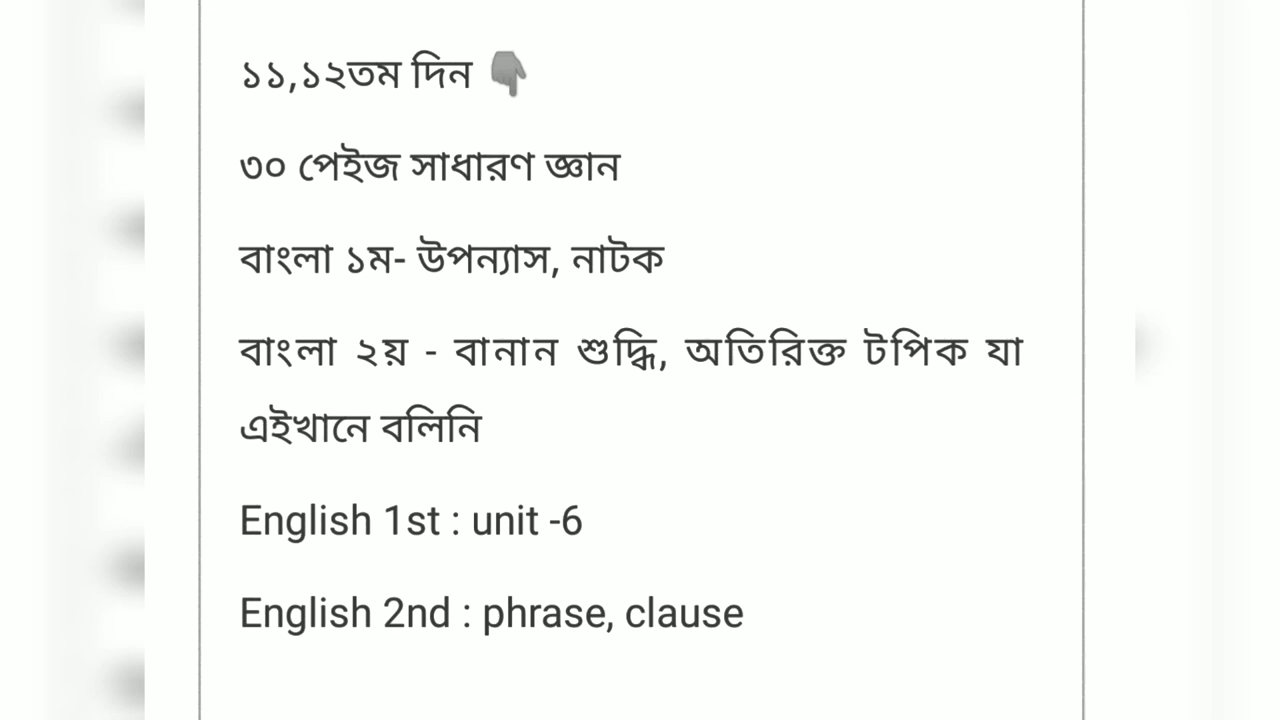 ১১,১২তম দিন 👇
৩০ পেইজ সাধারণ জ্ঞান
বাংলা ১ম- উপন্যাস, নাটক
বাংলা ২য় - বানান শুদ্ধি, অতিরিক্ত টপিক যা
এইখানে বলিনি
English 1st : unit -6
English 2nd : phrase, clause